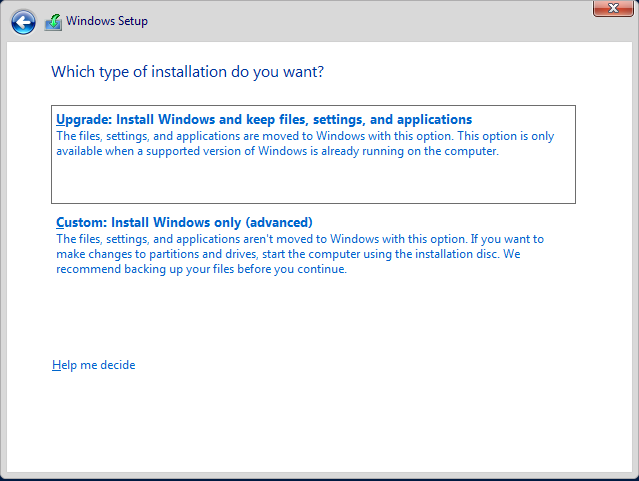 Windows Setup
Which type of installation do you want?
Upgrade: Install Windows and keep files, settings, and applications
The files, settings, and applications are moved to Windows with this option. This option is only
available when a supported version of Windows is already running on the computer.
Custom: Install Windows only (advanced)
The files, settings, and applications aren't moved to Windows with this option. If you want to
make changes to partitions and drives, start the computer using the installation disc. We
recommend backing up your files before you continue.
Help me decide